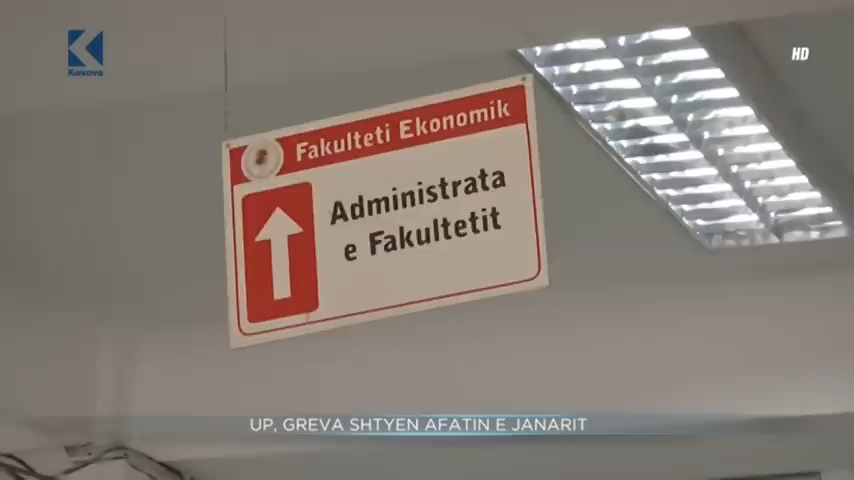 Kosova
HD
Fakulteti Ekonomik
Administrata
e Fakultetit
UP, GREVA SHTYEN AFATIN E JANARIT